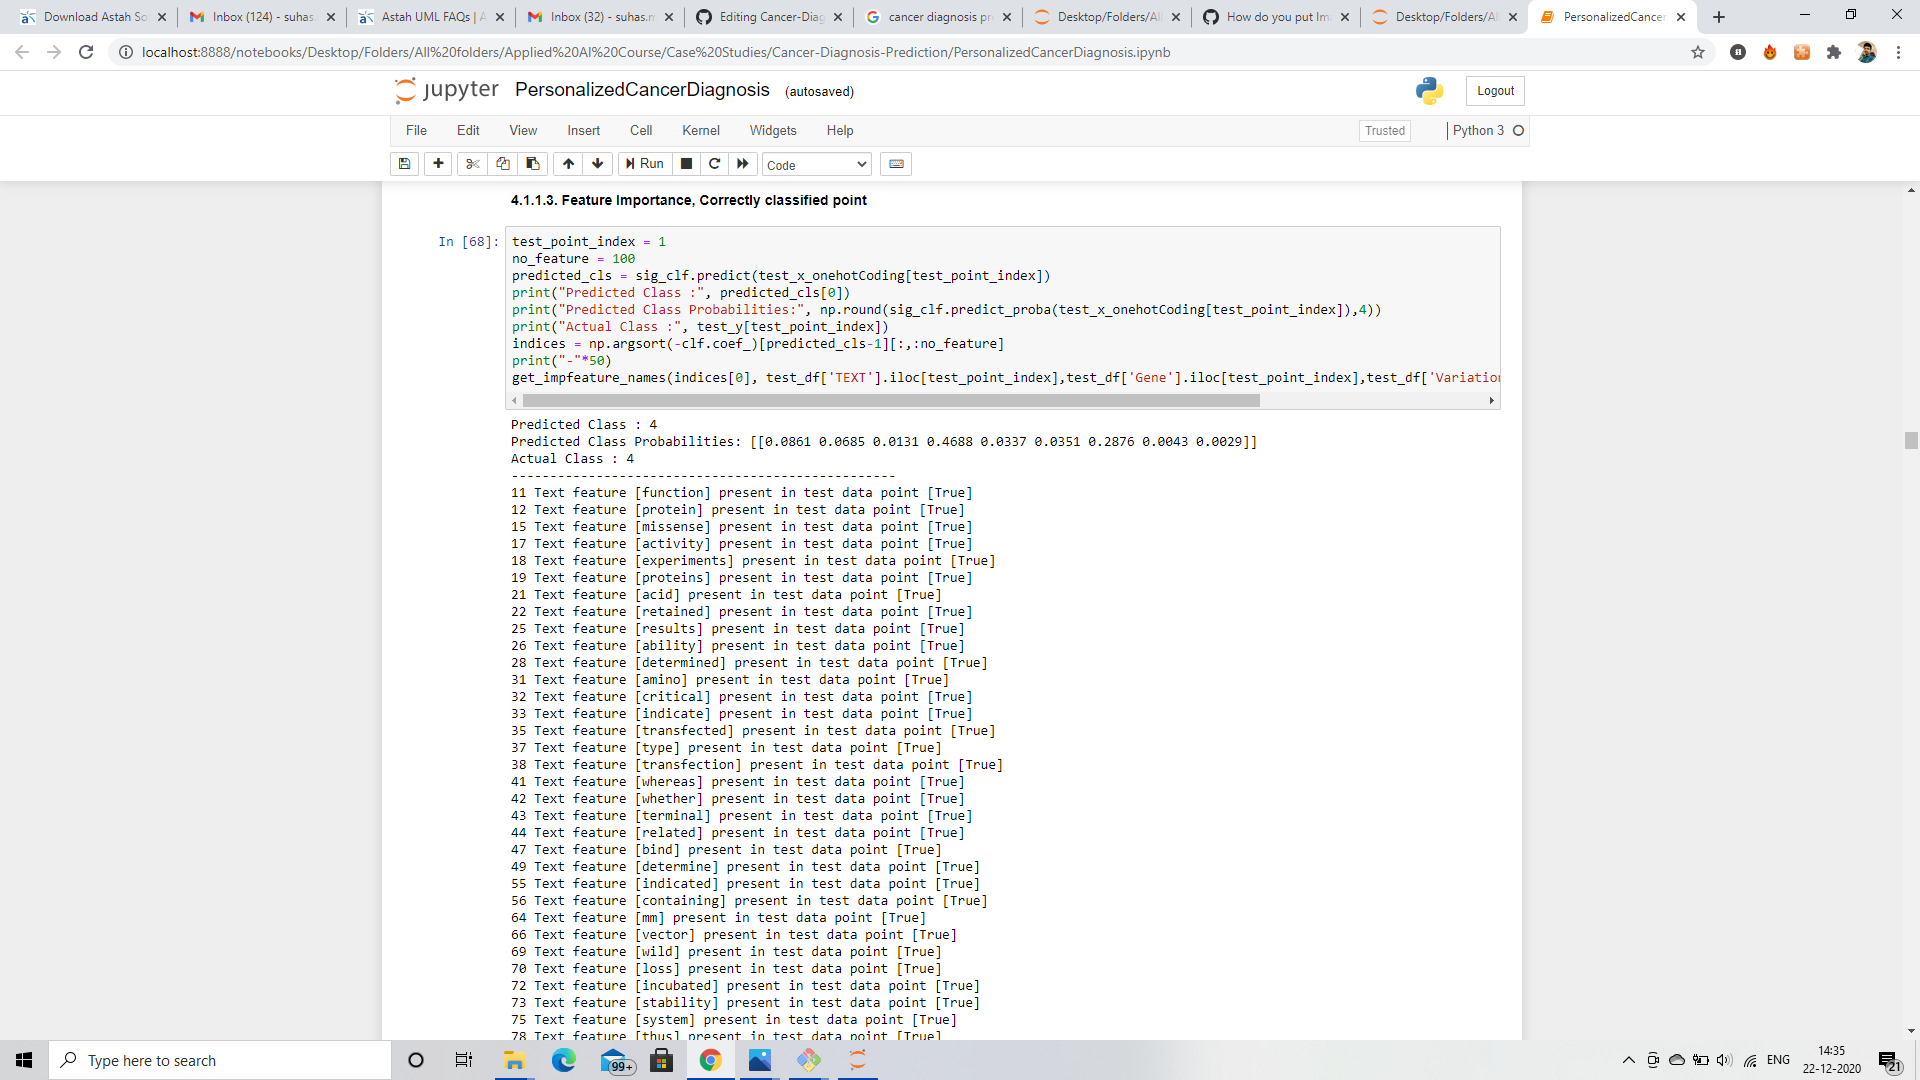 Download Astah So
Inbox (124) - suhas.
Astah UML FAQs | A
Inbox (32) - suhas.m
Editing Cancer-Diag
cancer diagnosis pr
Desktop/Folders/All
How do you put Im
Desktop/Folders/All
PersonalizedCancer
localhost:8888/notebooks/Desktop/Folders/All%20folders/Applied%20AI%20Course/Case%20Studies/Cancer-Diagnosis-Prediction/PersonalizedCancerDiagnosis.ipynb
jupyter PersonalizedCancerDiagnosis (autosaved)
Logout
File Edit View Insert Cell Kernel Widgets Help
Trusted
Python 3
Run
Code
4.1.1.3. Feature Importance, Correctly classified point
In [68]:
test_point_index = 1
no_feature = 100
predicted_cls = sig_clf.predict(test_x_onehotCoding[test_point_index])
print("Predicted Class :", predicted_cls[0])
print("Predicted Class Probabilities:", np.round(sig_clf.predict_proba(test_x_onehotCoding[test_point_index]),4))
print("Actual Class :", test_y[test_point_index])
indices = np.argsort(-clf.coef_)[predicted_cls-1][:,:no_feature]
print("-"*50)
get_impfeature_names(indices[0], test_df['TEXT'].iloc[test_point_index],test_df['Gene'].iloc[test_point_index],test_df['Variation
Predicted Class : 4
Predicted Class Probabilities: [[0.0861 0.0685 0.0131 0.4688 0.0337 0.0351 0.2876 0.0043 0.0029]]
Actual Class : 4
--------------------------------------------------
11 Text feature [function] present in test data point [True]
12 Text feature [protein] present in test data point [True]
15 Text feature [missense] present in test data point [True]
17 Text feature [activity] present in test data point [True]
18 Text feature [experiments] present in test data point [True]
19 Text feature [proteins] present in test data point [True]
21 Text feature [acid] present in test data point [True]
22 Text feature [retained] present in test data point [True]
25 Text feature [results] present in test data point [True]
26 Text feature [ability] present in test data point [True]
28 Text feature [determined] present in test data point [True]
31 Text feature [amino] present in test data point [True]
32 Text feature [critical] present in test data point [True]
33 Text feature [indicate] present in test data point [True]
35 Text feature [transfected] present in test data point [True]
37 Text feature [type] present in test data point [True]
38 Text feature [transfection] present in test data point [True]
41 Text feature [whereas] present in test data point [True]
42 Text feature [whether] present in test data point [True]
43 Text feature [terminal] present in test data point [True]
44 Text feature [related] present in test data point [True]
47 Text feature [bind] present in test data point [True]
49 Text feature [determine] present in test data point [True]
55 Text feature [indicated] present in test data point [True]
56 Text feature [containing] present in test data point [True]
64 Text feature [mm] present in test data point [True]
66 Text feature [vector] present in test data point [True]
69 Text feature [wild] present in test data point [True]
70 Text feature [loss] present in test data point [True]
72 Text feature [incubated] present in test data point [True]
73 Text feature [stability] present in test data point [True]
75 Text feature [system] present in test data point [True]
78 Text feature [thus] present in test data point [True]
Type here to search
99+
ENG
14:35
22-12-2020
21